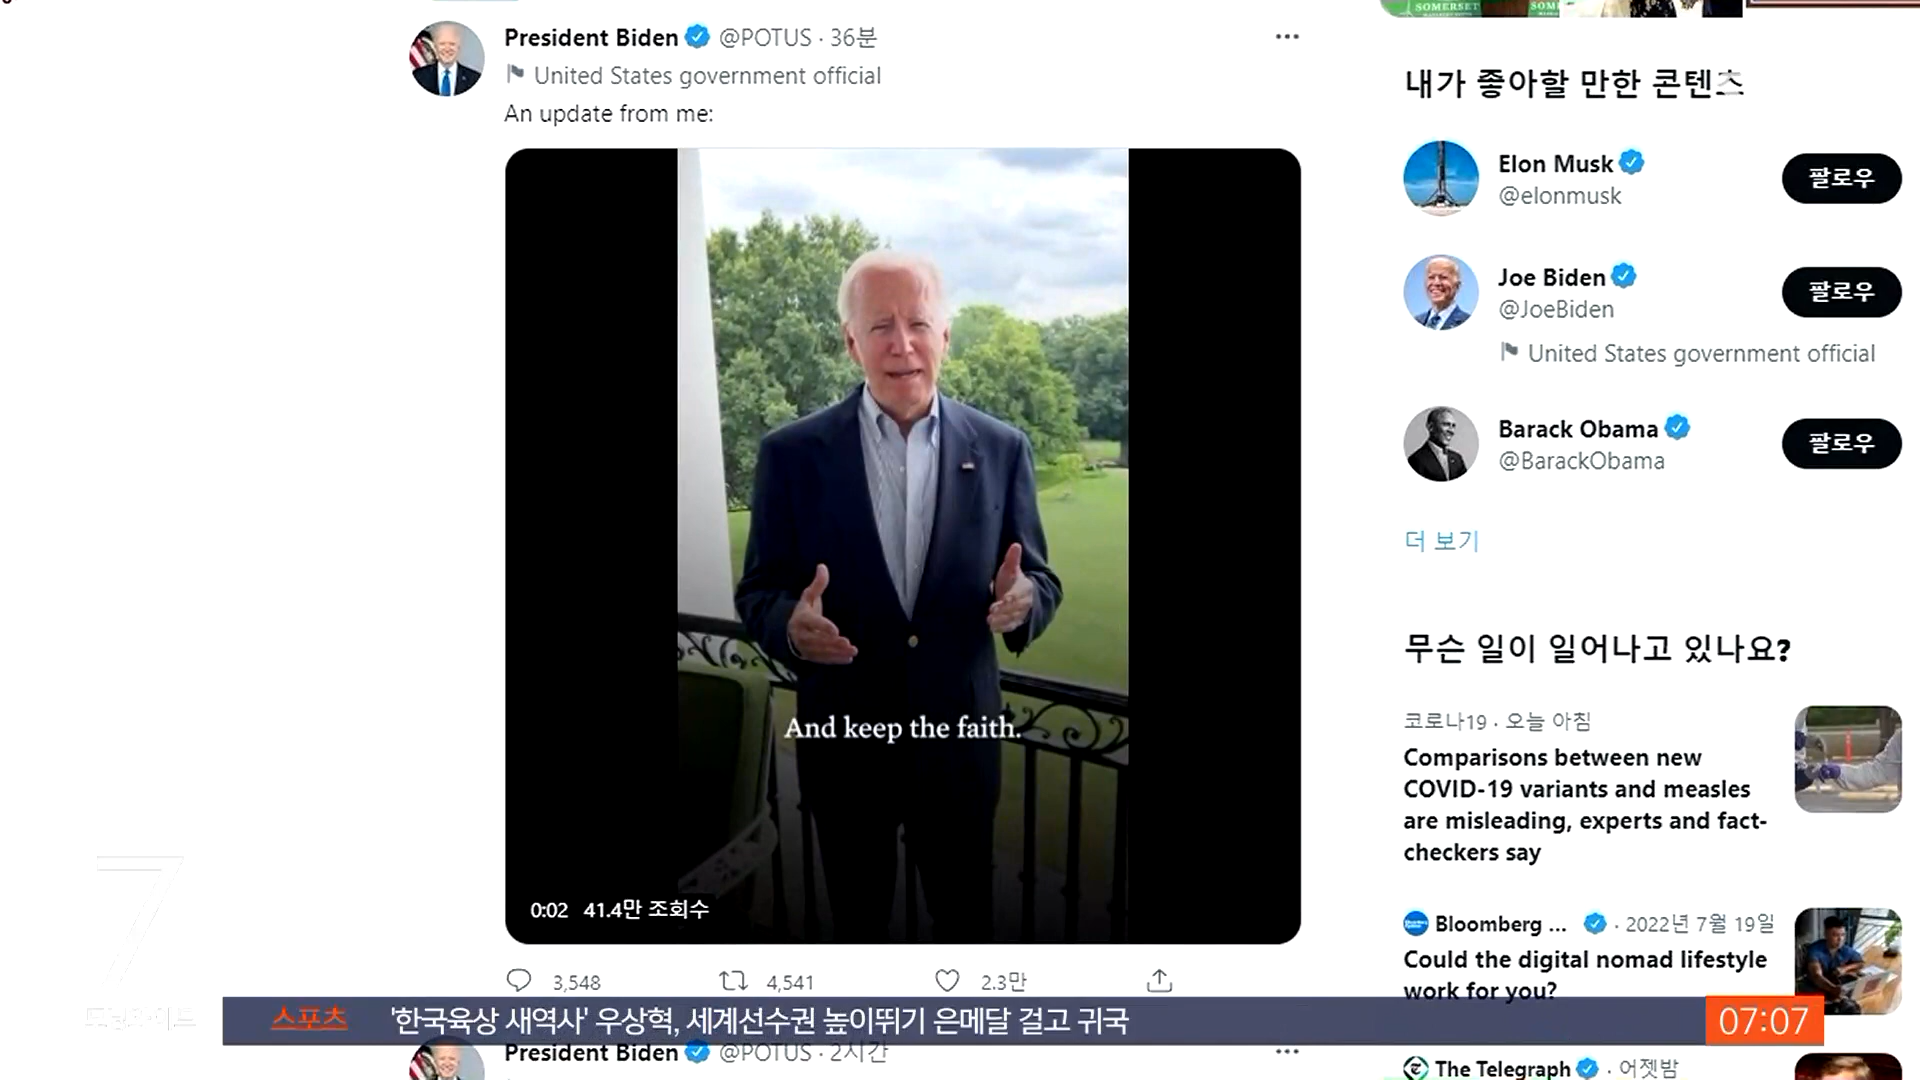 SOMERSET
President Biden @POTUS · 36분
United States government official
An update from me:
And keep the faith.
0:02 41.4만 조회수
3,548 4,541 2.3만
내가 좋아할 만한 콘텐츠
Elon Musk
@elonmusk
팔로우
Joe Biden
@JoeBiden
팔로우
United States government official
Barack Obama
@BarackObama
팔로우
더 보기
무슨 일이 일어나고 있나요?
코로나19 · 오늘 아침
Comparisons between new
COVID-19 variants and measles
are misleading, experts and fact-
checkers say
Bloomberg ... · 2022년 7월 19일
Could the digital nomad lifestyle
work for you?
7
모닝와이드
스포츠 '한국육상 새역사' 우상혁, 세계선수권 높이뛰기 은메달 걸고 귀국 07:07
President Biden @POTUS · 2시간
The Telegraph · 어젯밤